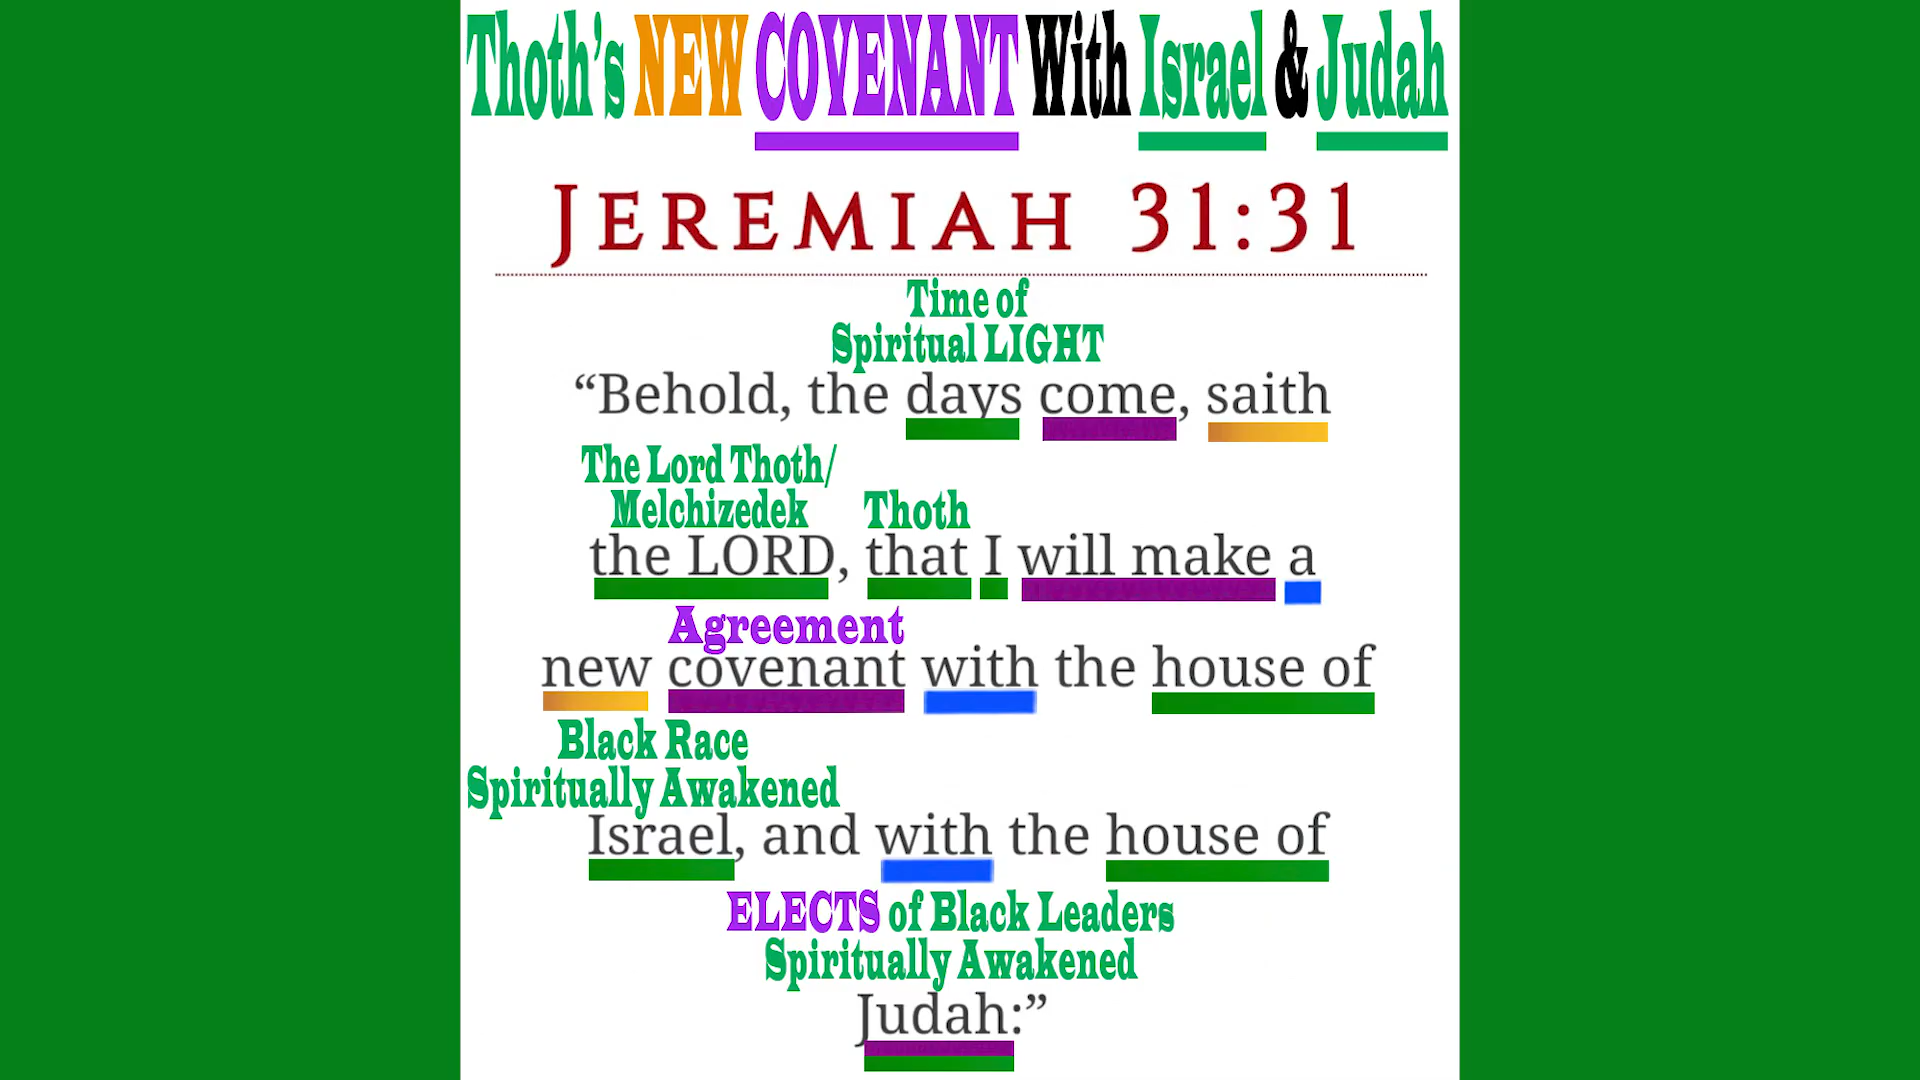 Thoth's NEW COVENANT With Israel & Judah
JEREMIAH 31:31
Time of
Spiritual LIGHT
“Behold, the days come, saith
The Lord Thoth/
Melchizedek Thoth
the LORD, that I will make a
Agreement
new covenant with the house of
Black Race
Spiritually Awakened
Israel, and with the house of
ELECTS of Black Leaders
Spiritually Awakened
Judah:”